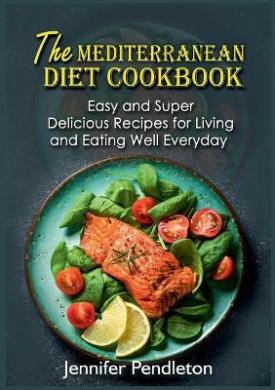 The MEDITERRANEAN
DIET COOKBOOK
Easy and Super
Delicious Recipes for Living
and Eating Well Everyday
Jennifer Pendleton